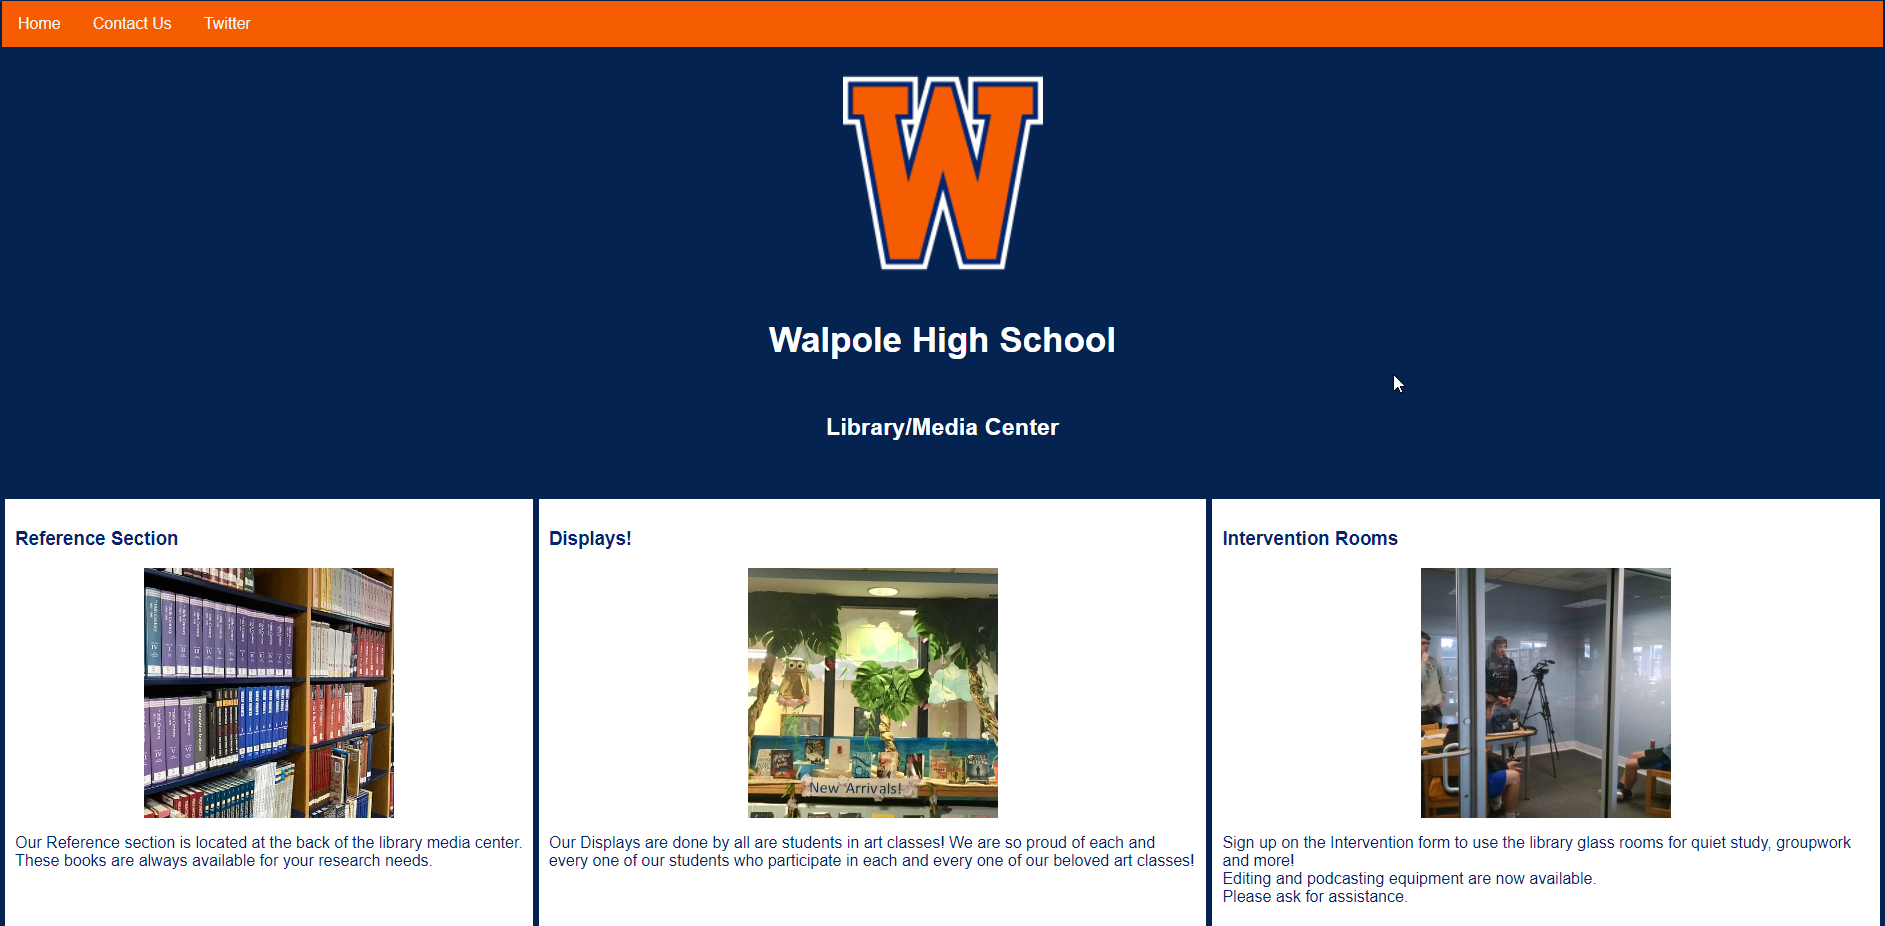 Home Contact Us Twitter
W
Walpole High School
Library/Media Center
Reference Section
Our Reference section is located at the back of the library media center.
These books are always available for your research needs.
Displays!
New Arrivals!
Our Displays are done by all are students in art classes! We are so proud of each and
every one of our students who participate in each and every one of our beloved art classes!
Intervention Rooms
Sign up on the Intervention form to use the library glass rooms for quiet study, groupwork
and more!
Editing and podcasting equipment are now available.
Please ask for assistance.